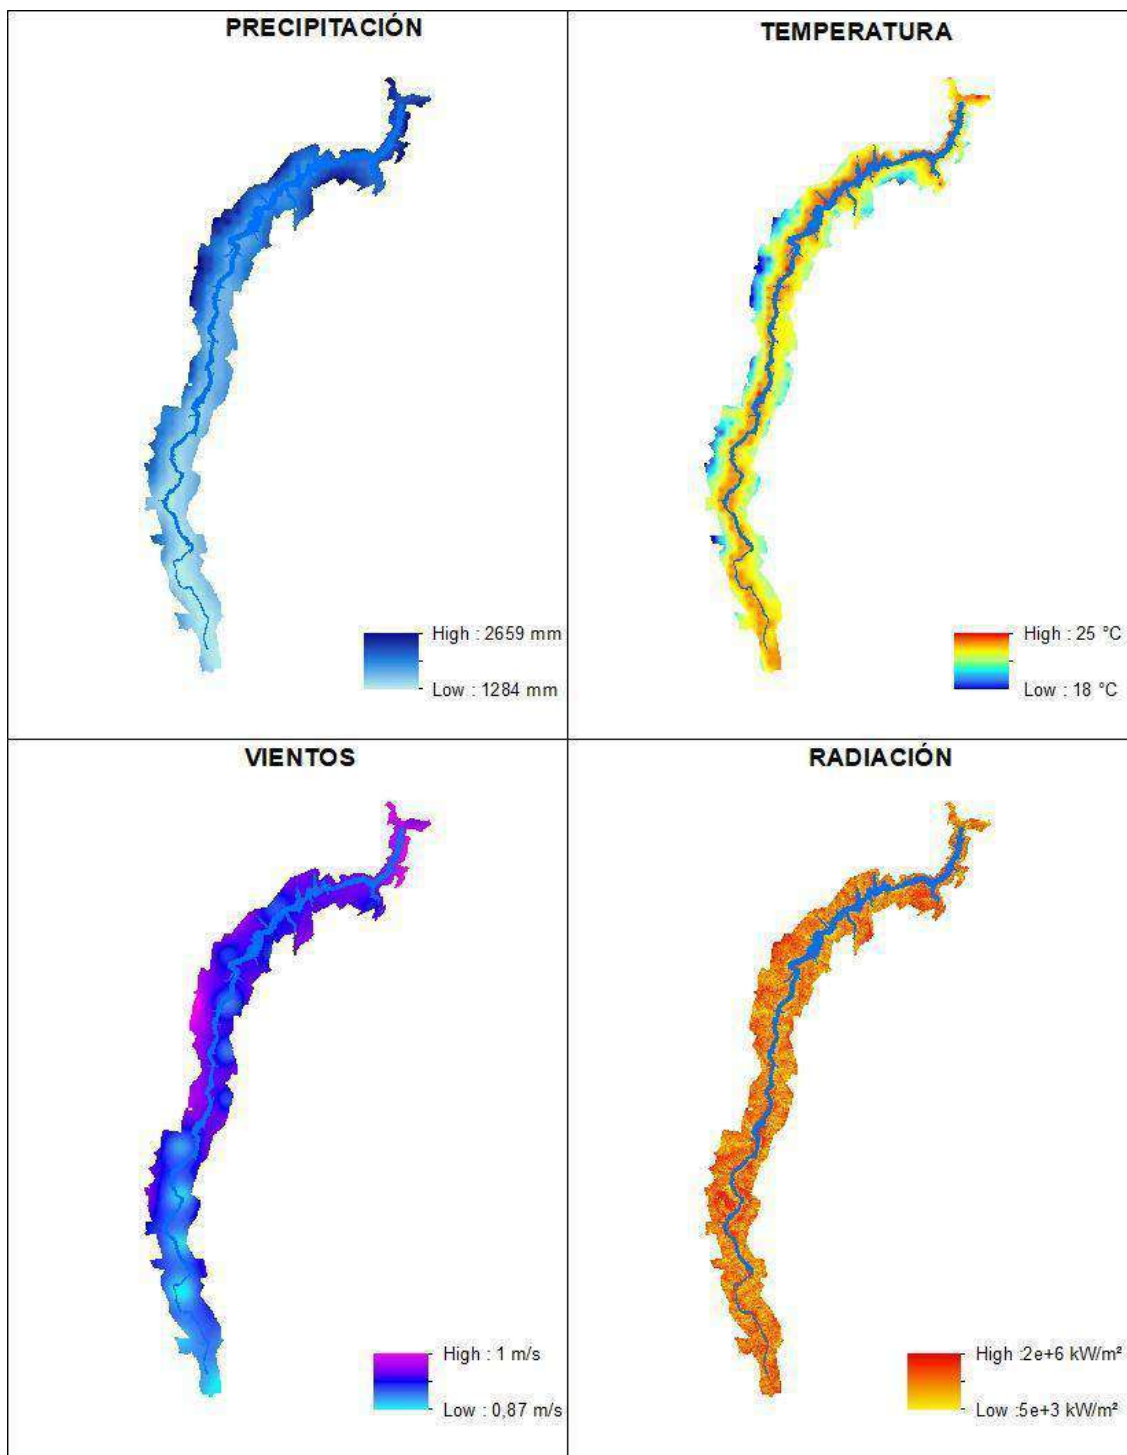 PRECIPITACIÓN
High : 2659 mm
Low : 1284 mm
TEMPERATURA
High : 25 °C
Low : 18 °C
VIENTOS
High : 1 m/s
Low : 0,87 m/s
RADIACIÓN
High :2e+6 kW/m²
Low :5e+3 kW/m²